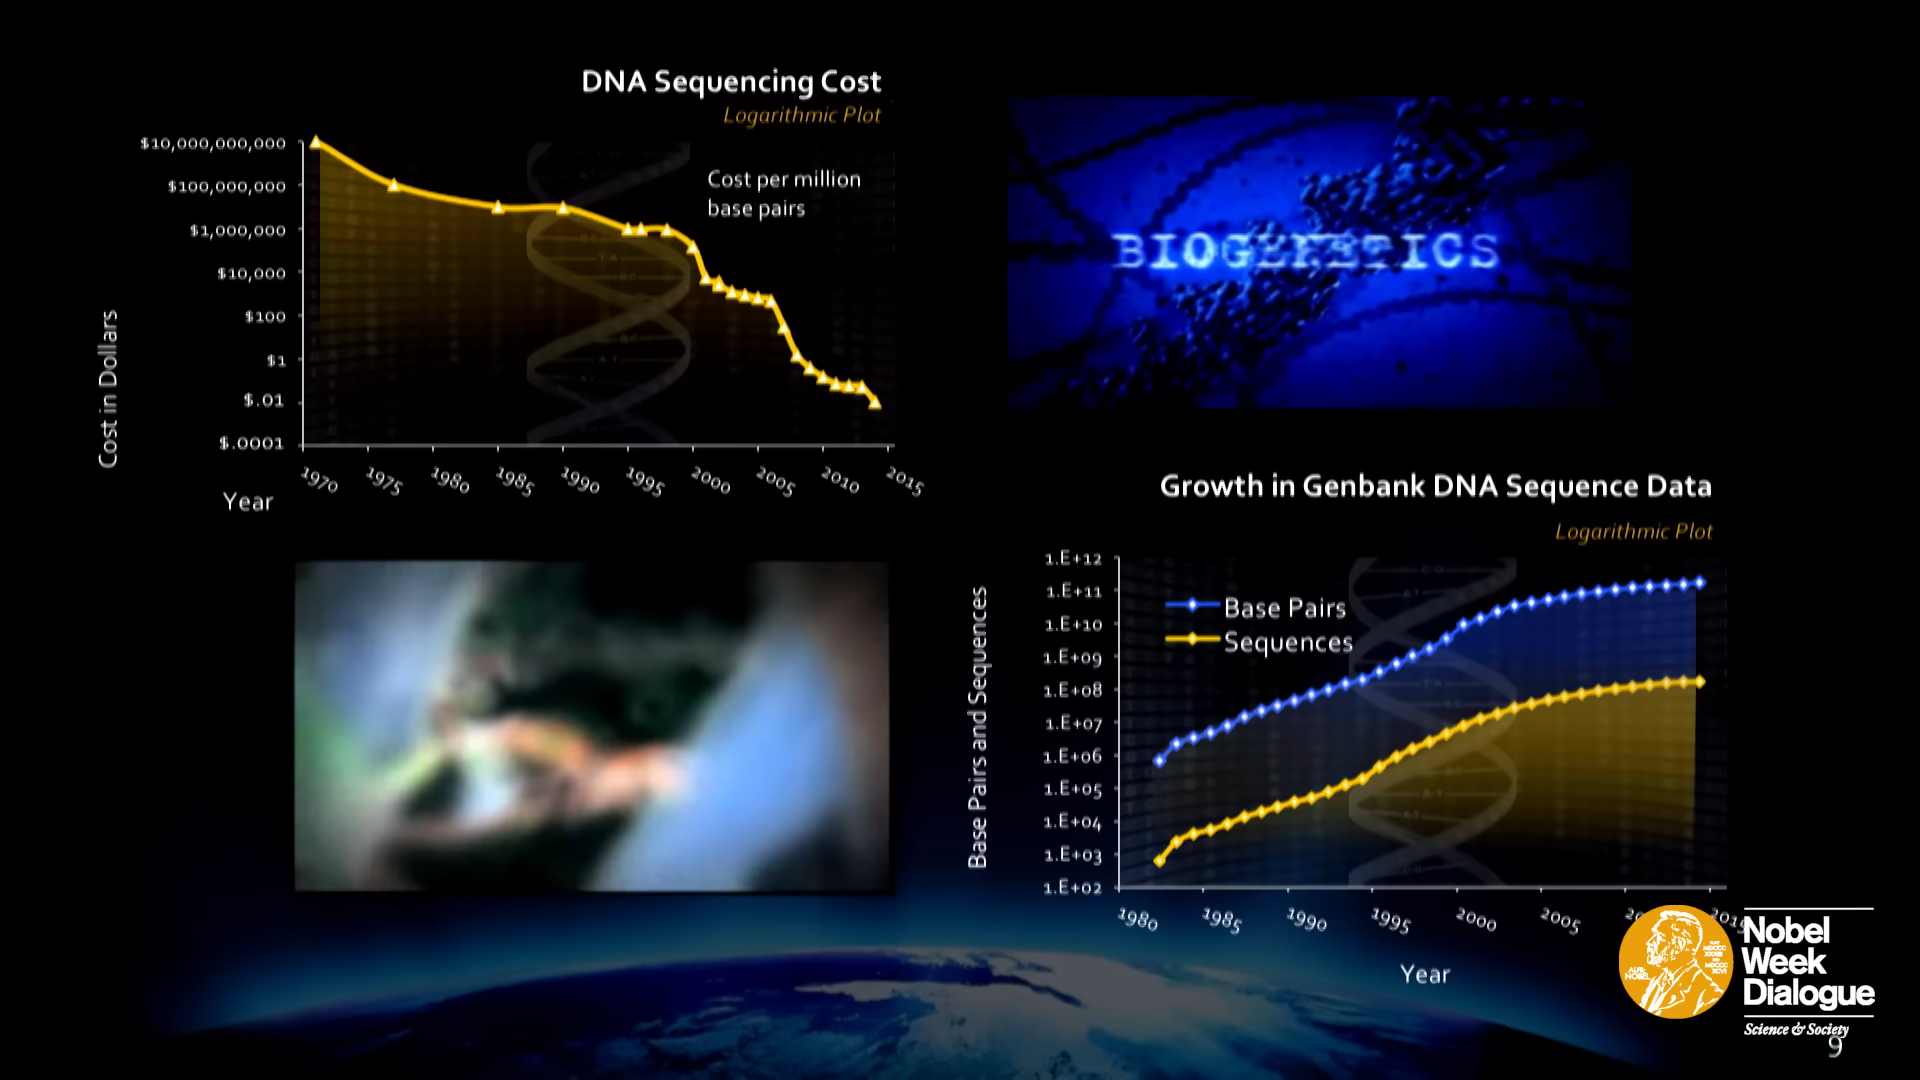 DNA Sequencing Cost
Logarithmic Plot
Cost per million
base pairs
$10,000,000,000
$100,000,000
$1,000,000
$10,000
$100
$1
$.01
$.0001
Cost in Dollars
1970 1975 1980 1985 1990 1995 2000 2005 2010 2015
Year
BIOGENETICS
Growth in Genbank DNA Sequence Data
Logarithmic Plot
1.E+12
1.E+11
1.E+10
1.E+09
1.E+08
1.E+07
1.E+06
1.E+05
1.E+04
1.E+03
1.E+02
Base Pairs
Sequences
Base Pairs and Sequences
1980 1985 1990 1995 2000 2005
Year
Nobel
Week
Dialogue
Science & Society
9